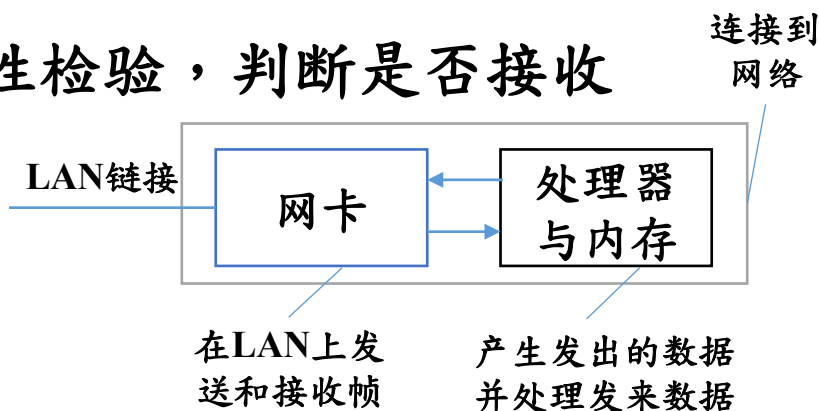 连接到
网络
性检验，判断是否接收
LAN链接
网卡
处理器
与内存
在LAN上发
送和接收帧
产生发出的数据
并处理发来数据